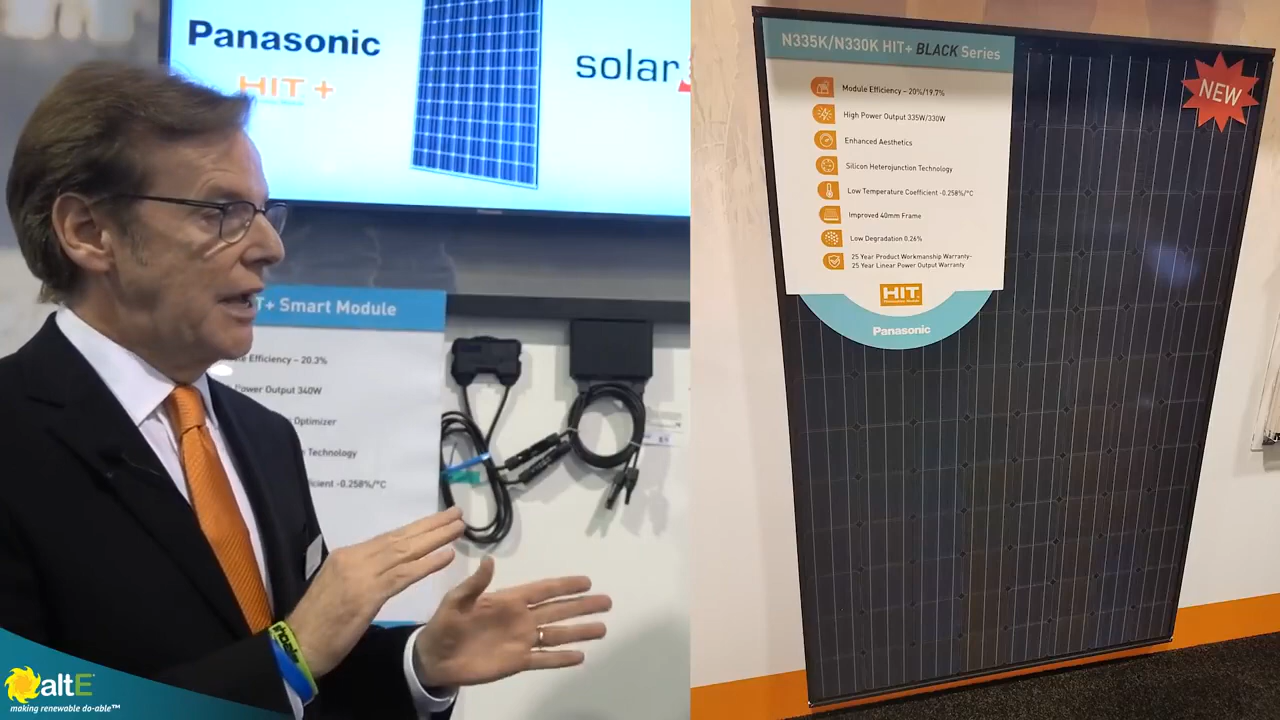 Panasonic
HIT +
solar
T+ Smart Module
Efficiency – 20.3%
Power Output 340W
Optimizer
Technology
-0.258%/°C
altE
making renewable do-able™
N335K/N330K HIT+ BLACK Series
Module Efficiency – 20%/19.7%
High Power Output 335W/330W
Enhanced Aesthetics
Silicon Heterojunction Technology
Low Temperature Coefficient -0.258%/°C
Improved 40mm Frame
Low Degradation 0.26%
25 Year Product Workmanship Warranty-
25 Year Linear Power Output Warranty
HIT
Panasonic
NEW